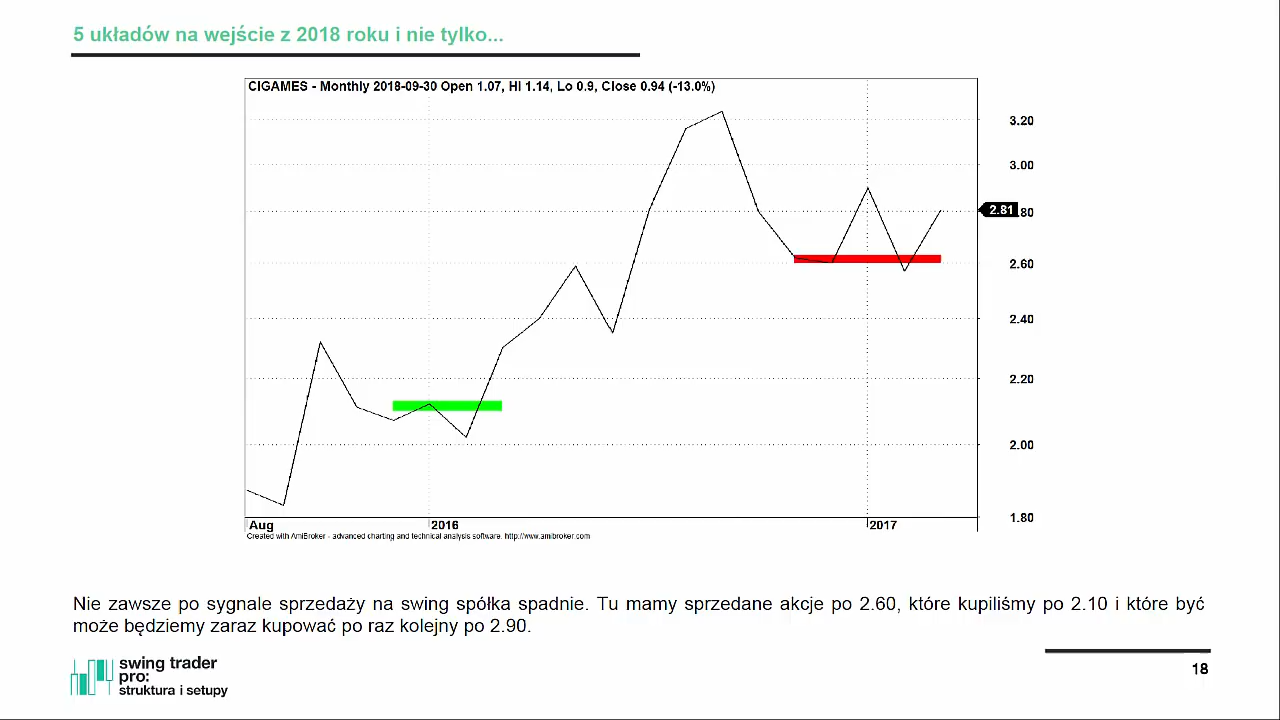 5 układów na wejście z 2018 roku i nie tylko...
CIGAMES - Monthly 2018-09-30 Open 1.07, Hi 1.14, Lo 0.9, Close 0.94 (-13.0%)
3.20
3.00
2.81
.80
2.60
2.40
2.20
2.00
1.80
Aug
2016
2017
Created with AmiBroker - advanced charting and technical analysis software. http://www.amibroker.com
Nie zawsze po sygnale sprzedaży na swing spółka spadnie. Tu mamy sprzedane akcje po 2.60, które kupiliśmy po 2.10 i które być
może będziemy zaraz kupować po raz kolejny po 2.90.
swing trader
pro:
struktura i setupy
18